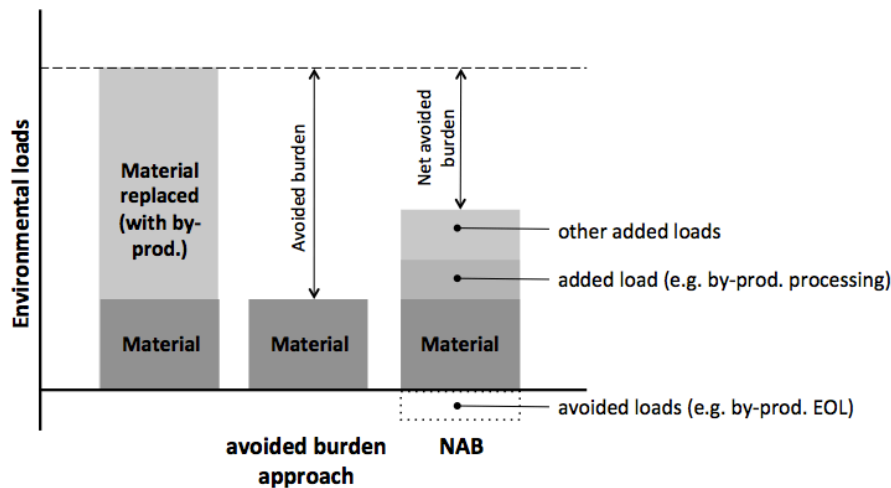 Environmental loads
Material
replaced
(with by-
prod.)
Material
Avoided burden
Material
Net avoided
burden
Material
other added loads
added load (e.g. by-prod. processing)
avoided loads (e.g. by-prod. EOL)
avoided burden
approach
NAB